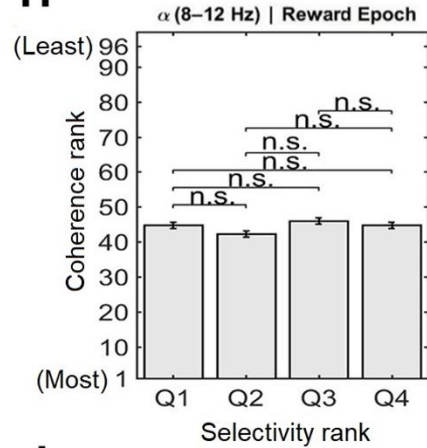 α (8–12 Hz) | Reward Epoch
(Least) 96
90
80
70
60
50
40
30
20
10
(Most) 1
Coherence rank
n.s.
n.s.
n.s.
n.s.
n.s.
n.s.
Q1 Q2 Q3 Q4
Selectivity rank